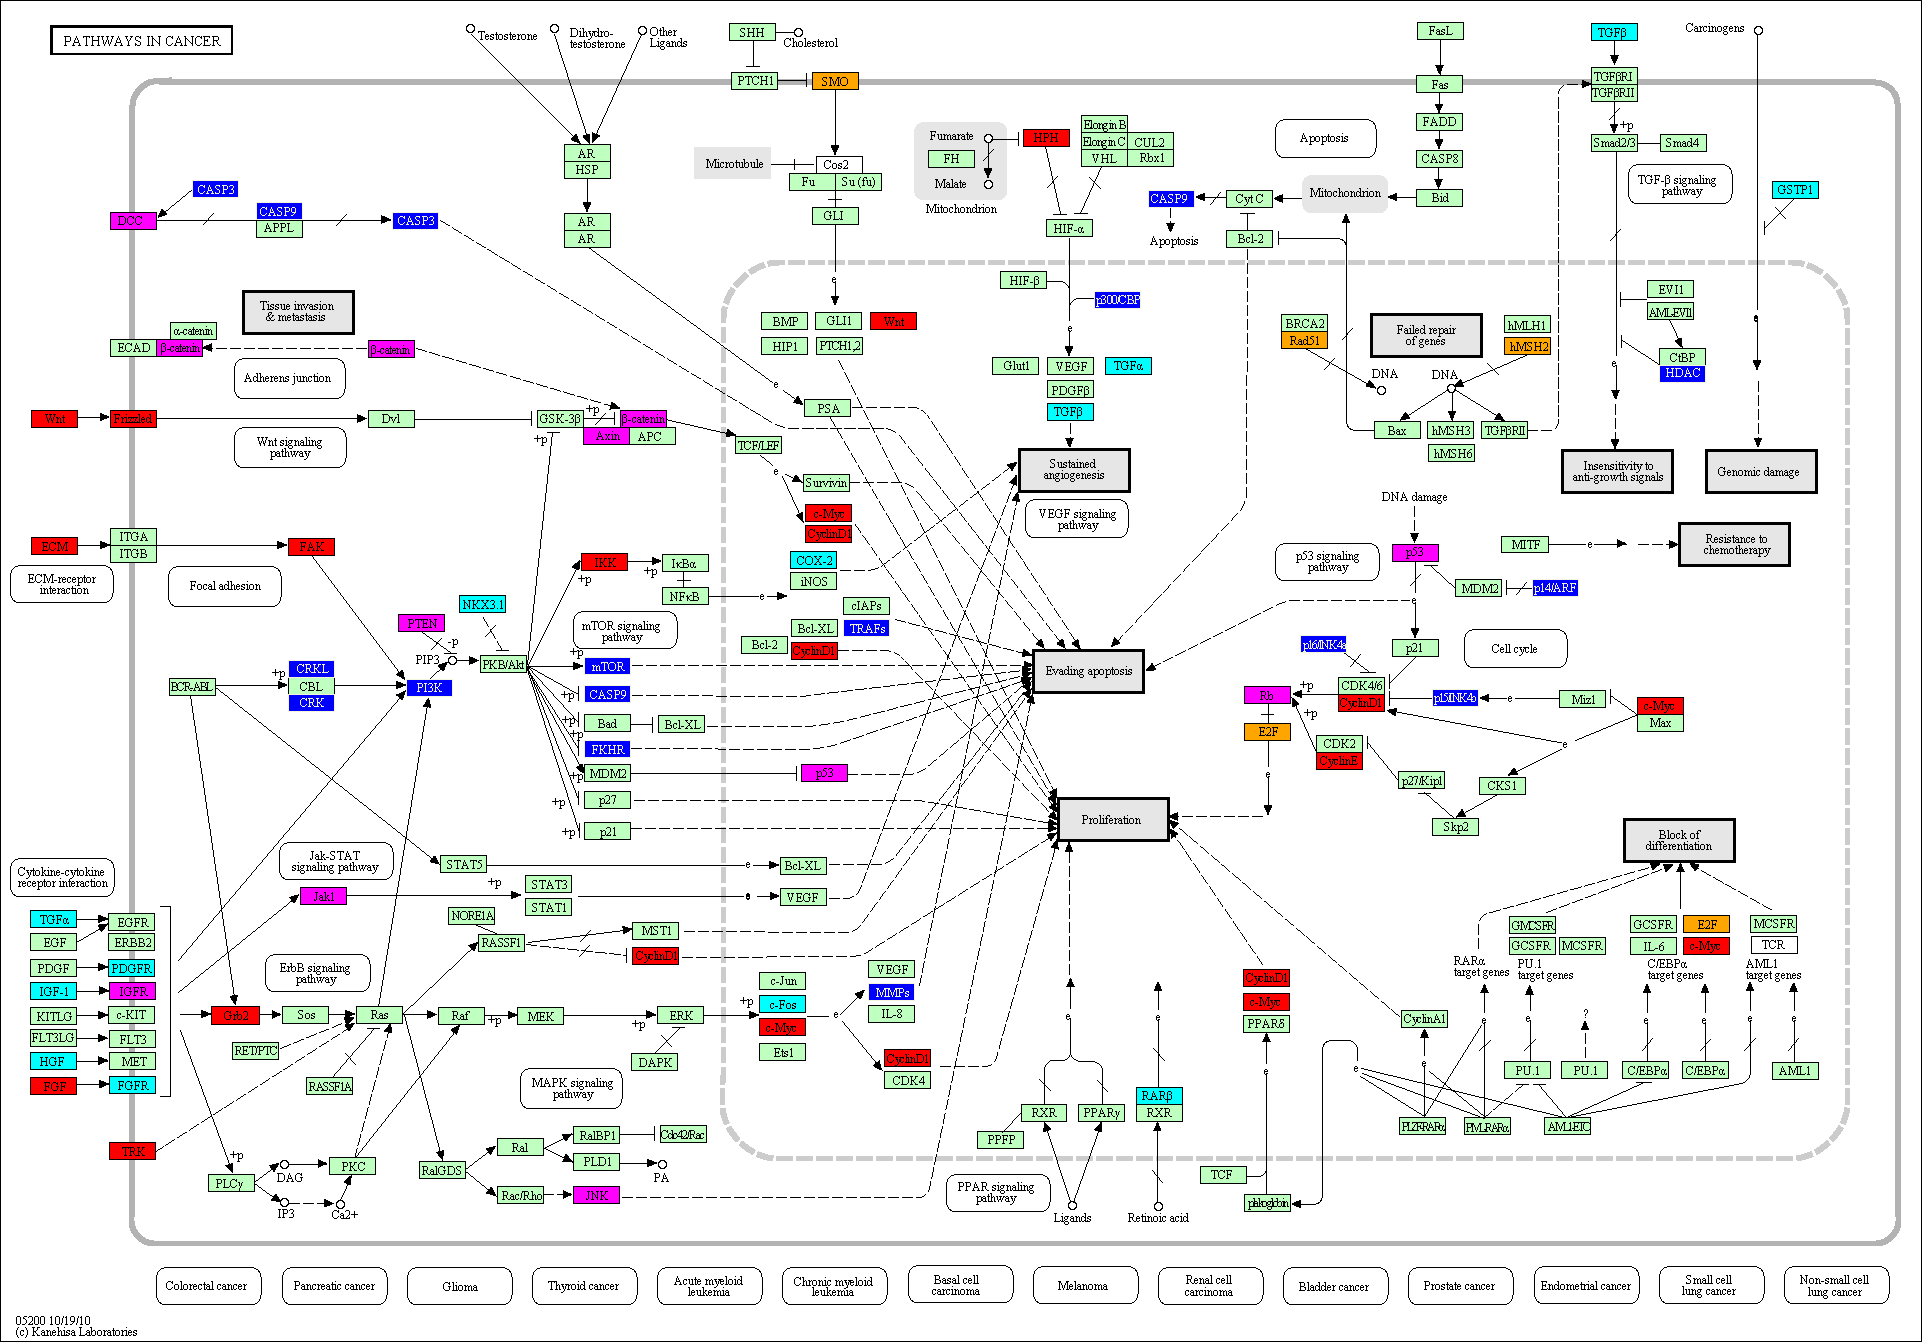 PATHWAYS IN CANCER
Testosterone
Dihydro-
testosterone
Other
Ligands
SHH
Cholesterol
PTCH1
SMO
FasL
TGFβ
Carcinogens
Fas
TGFβRI
TGFβRII
AR
HSP
Microtubule
Cos2
Fu
Su (fu)
GLI
Fumarate
FH
Malate
Mitochondrion
HPH
Elongin B
Elongin C
CUL2
VHL
Rbx1
HIF-α
Apoptosis
FADD
CASP8
Bid
Mitochondrion
CytC
CASP9
Apoptosis
Bcl-2
+p
Smad2/3
Smad4
TGF-β signaling
pathway
GSTP1
CASP3
DCC
CASP9
APPL
CASP3
AR
AR
Tissue invasion
& metastasis
α-catenin
ECAD
β-catenin
β-catenin
Adherens junction
e
BMP
GLI1
Wnt
HIP1
PTCH1,2
HIF-β
p300/CBP
e
Glut1
VEGF
TGFα
PDGFβ
TGFβ
BRCA2
Rad51
DNA
Failed repair
of genes
hMLH1
hMSH2
DNA
Bax
hMSH3
TGFβRII
hMSH6
EVI1
AML-EVI1
CtBP
HDAC
e
e
Wnt
Frizzled
Dvl
GSK-3β
+p
β-catenin
Axin
APC
+p
Wnt signaling
pathway
TCF/LEF
e
e
PSA
Survivin
c-Myc
CyclinD1
Sustained
angiogenesis
VEGF signaling
pathway
Insensitivity to
anti-growth signals
Genomic damage
DNA damage
p53
p53 signaling
pathway
MITF
e
Resistance to
chemotherapy
MDM2
p14/ARF
e
ECM
ITGA
ITGB
FAK
ECM-receptor
interaction
Focal adhesion
IKK
+p
+p
IκBα
NFκB
e
COX-2
iNOS
cIAPs
Bcl-XL
TRAFs
Bcl-2
CyclinD1
NKX3.1
PTEN
-p
PIP3
PKB/Akt
mTOR signaling
pathway
+p
mTOR
+p
CASP9
+p
Bad
Bcl-XL
+p
FKHR
+p
MDM2
p53
+p
p27
+p
p21
Evading apoptosis
p16/INK4a
p21
Cell cycle
CDK4/6
CyclinD1
Rb
+p
+p
p15/INK4b
e
Miz1
c-Myc
Max
E2F
CDK2
CyclinE
e
e
p27/Kip1
CKS1
Skp2
BCR-ABL
+p
CRKL
CBL
CRK
PI3K
Proliferation
Block of
differentiation
Jak-STAT
signaling pathway
STAT5
e
Bcl-XL
Cytokine-cytokine
receptor interaction
Jak1
+p
STAT3
STAT1
e
VEGF
TGFα
EGFR
EGF
ERBB2
PDGF
PDGFR
IGF-1
IGFR
KITLG
c-KIT
FLT3LG
FLT3
HGF
MET
FGF
FGFR
TRK
NORE1A
RASSF1
MST1
CyclinD1
ErbB signaling
pathway
Grb2
Sos
Ras
Raf
+p
MEK
+p
ERK
+p
RET/PTC
RASSF1A
DAPK
c-Jun
c-Fos
c-Myc
Ets1
e
VEGF
MMPs
IL-8
CyclinD1
CDK4
MAPK signaling
pathway
CyclinD1
c-Myc
PPARδ
e
GMCSFR
GCSFR
MCSFR
GCSFR
E2F
IL-6
c-Myc
MCSFR
TCR
RARα
target genes
PU.1
target genes
C/EBPα
target genes
AML1
target genes
CyclinA1
e
e
e
?
e
e
e
e
e
PU.1
PU.1
C/EBPα
C/EBPα
AML1
PLZF-RARα
PML-RARα
AML1-ETO
e
e
RXR
PPARγ
PPFP
RARβ
RXR
+p
PLCγ
DAG
IP3
Ca2+
PKC
RalGDS
Ral
RalBP1
Cdc42/Rac
PLD1
PA
Rac/Rho
JNK
PPAR signaling
pathway
Ligands
Retinoic acid
TCF
plakoglobin
Colorectal cancer
Pancreatic cancer
Glioma
Thyroid cancer
Acute myeloid
leukemia
Chronic myeloid
leukemia
Basal cell
carcinoma
Melanoma
Renal cell
carcinoma
Bladder cancer
Prostate cancer
Endometrial cancer
Small cell
lung cancer
Non-small cell
lung cancer
05200 10/19/10
(c) Kanehisa Laboratories